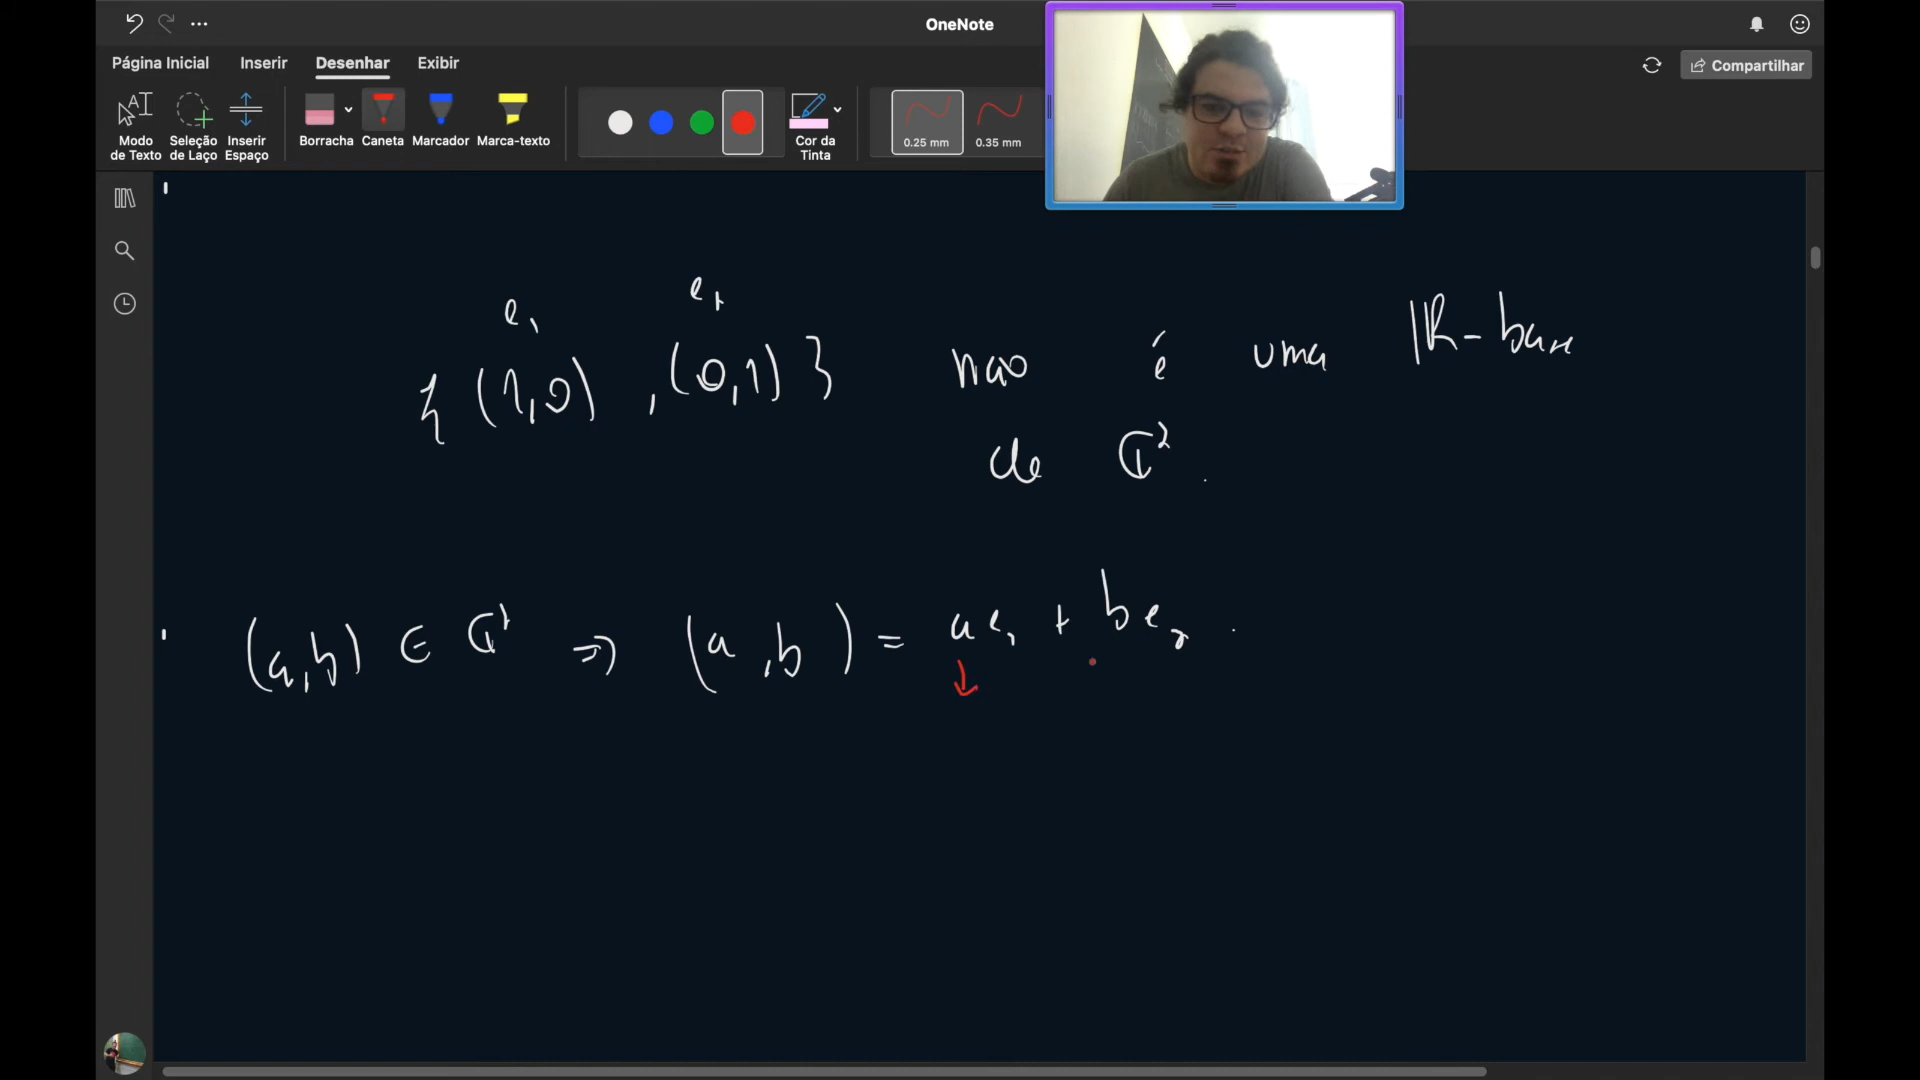 OneNote
Página Inicial Inserir Desenhar Exibir
Compartilhar
Modo de Texto Seleção de Laço Inserir Espaço Borracha Caneta Marcador Marca-texto Cor da Tinta 0.25 mm 0.35 mm
e₁ e₂
{(1,0), (0,1)} não é uma ℝ-base
de ℂ².
(a,b) ∈ ℂ² ⇒ (a,b) = ae₁ + be₂.
↓